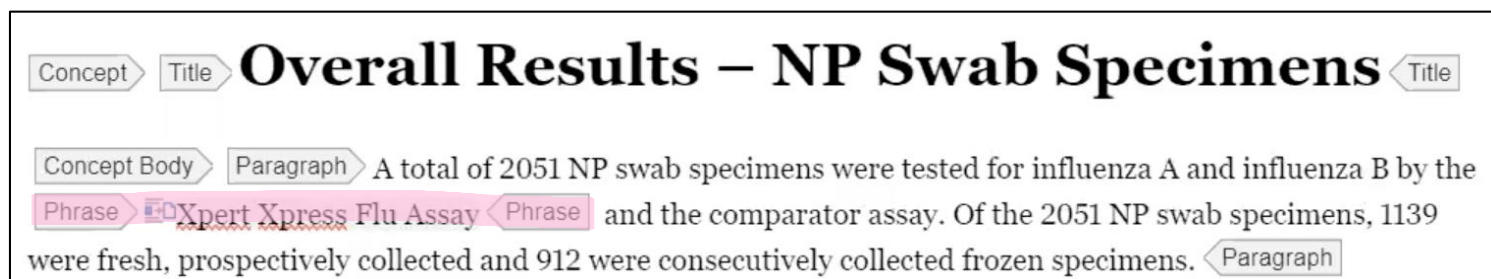 Concept Title Overall Results – NP Swab Specimens Title
Concept Body Paragraph A total of 2051 NP swab specimens were tested for influenza A and influenza B by the
Phrase Xpert Xpress Flu Assay Phrase and the comparator assay. Of the 2051 NP swab specimens, 1139
were fresh, prospectively collected and 912 were consecutively collected frozen specimens. Paragraph